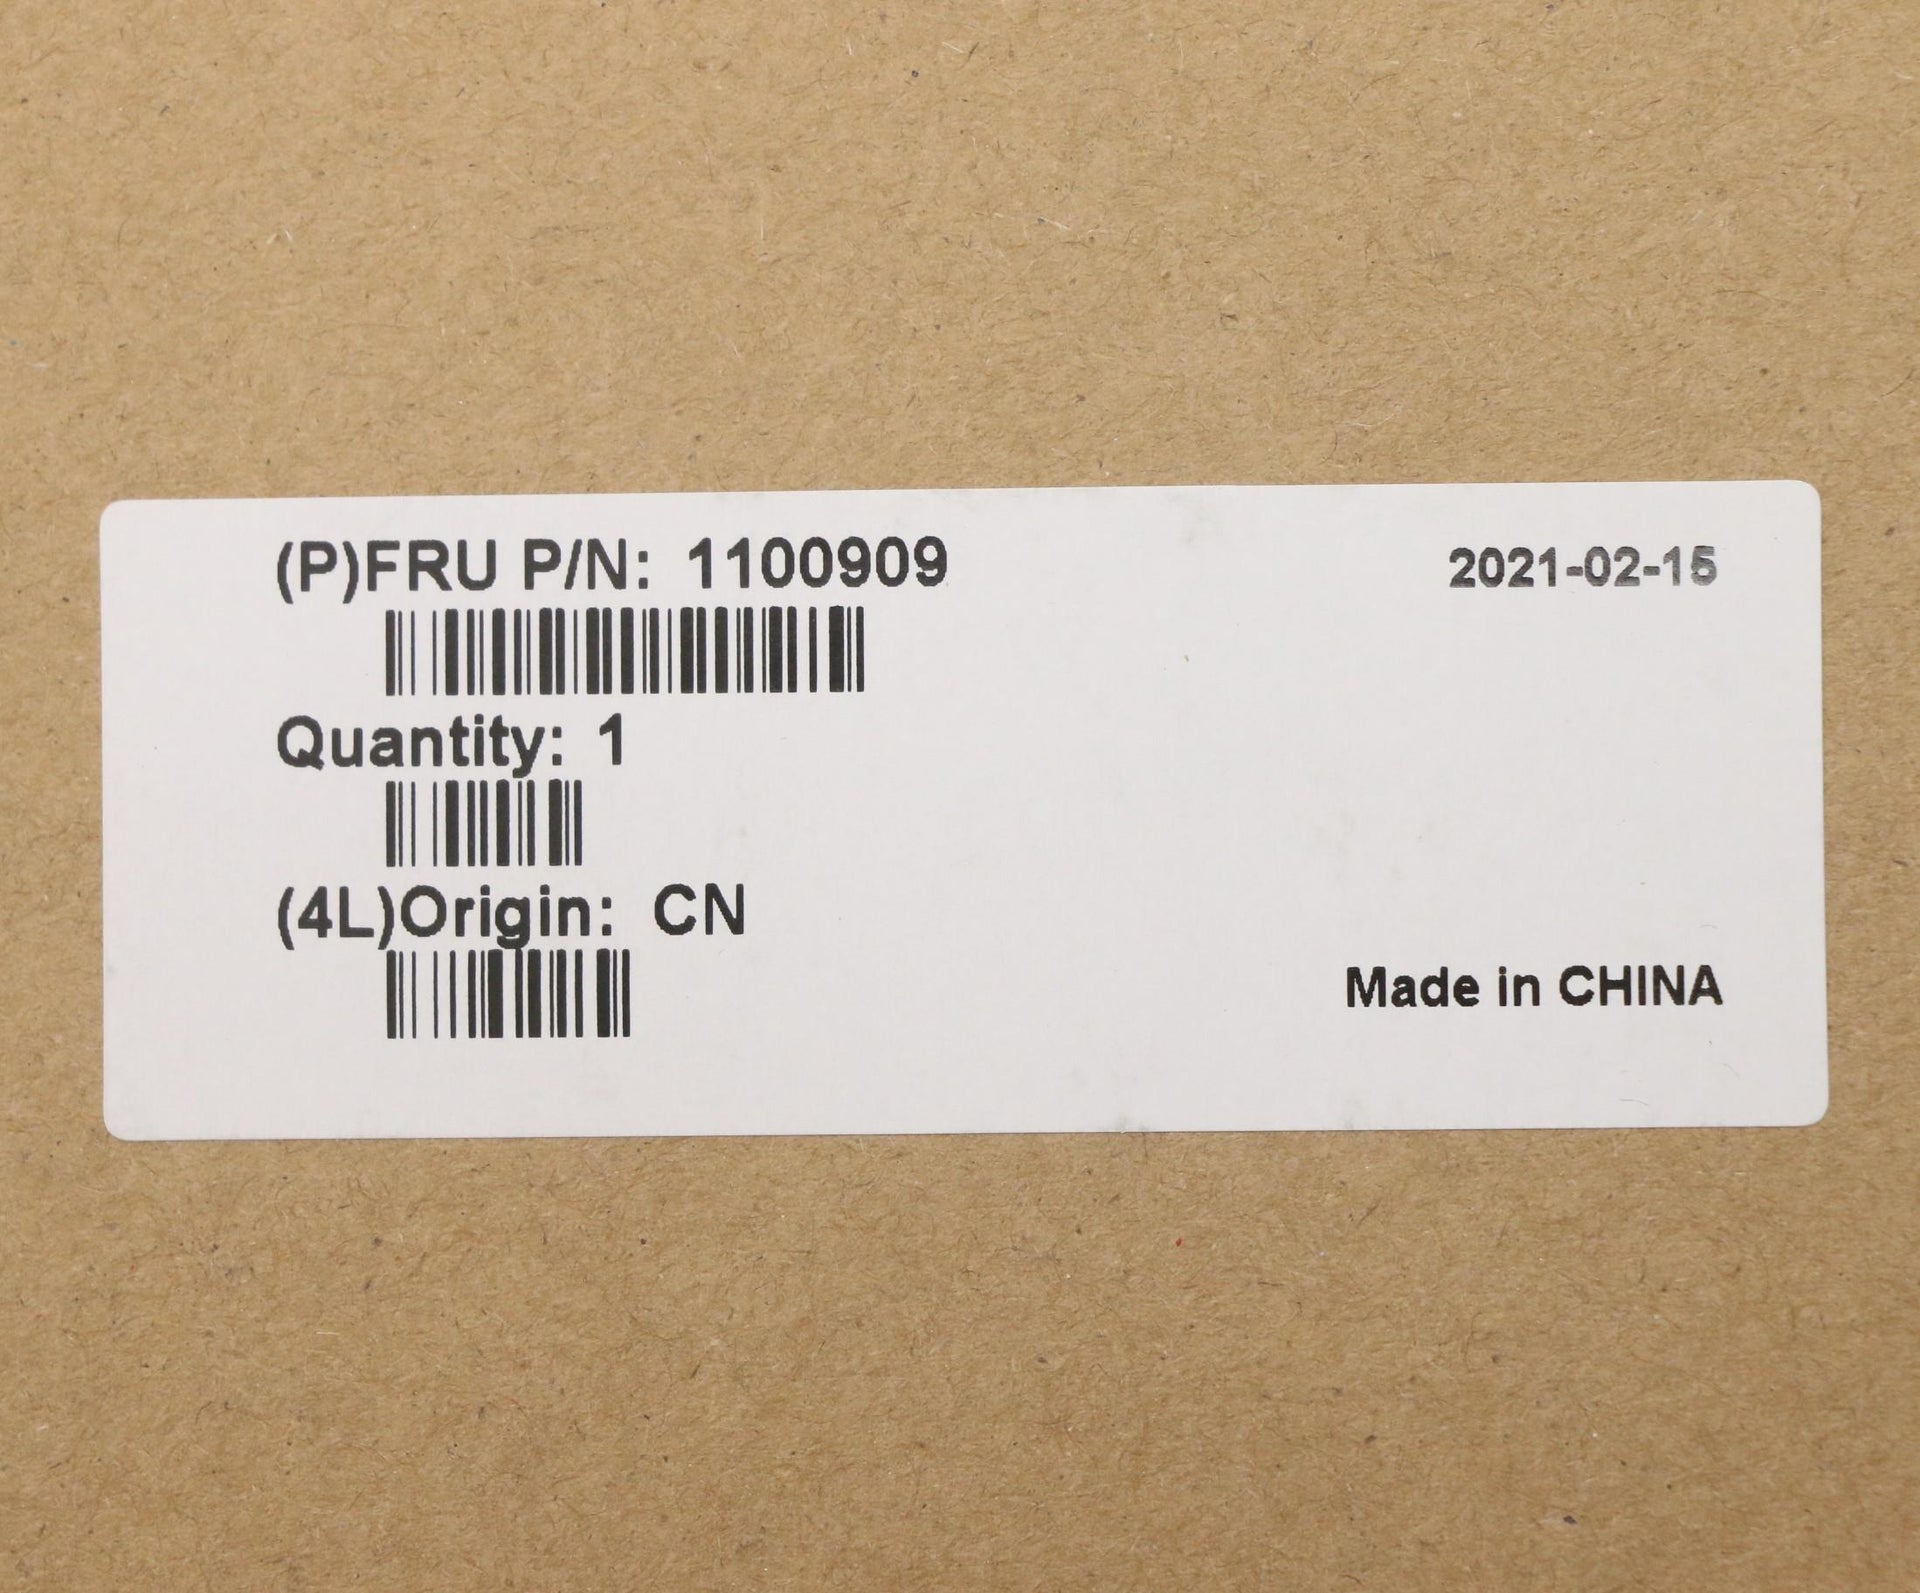 (P)FRU P/N: 1100909
2021-02-15
Quantity: 1
(4L)Origin: CN
Made in CHINA